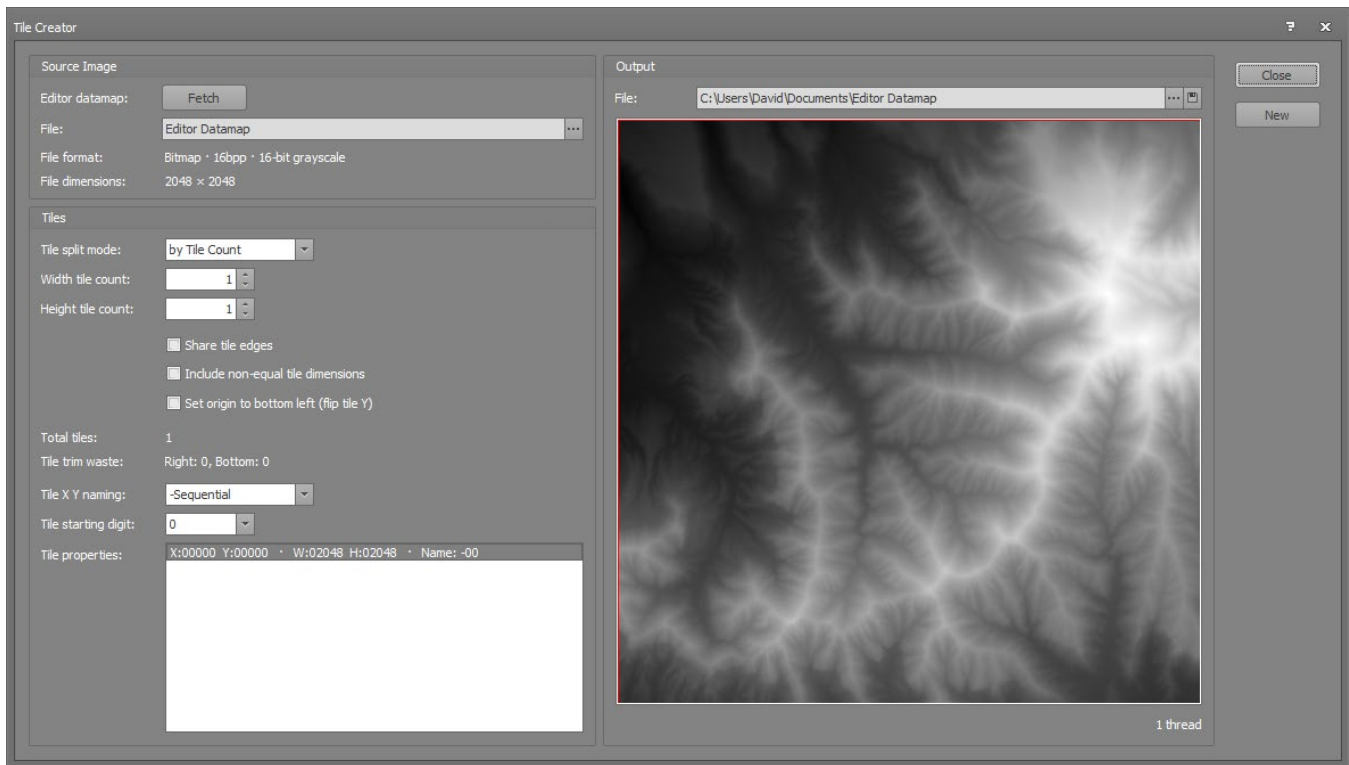 Tile Creator
? x
Source Image
Editor datamap: Fetch
File: Editor Datamap ...
File format: Bitmap · 16bpp · 16-bit grayscale
File dimensions: 2048 × 2048
Tiles
Tile split mode: by Tile Count
Width tile count: 1
Height tile count: 1
Share tile edges
Include non-equal tile dimensions
Set origin to bottom left (flip tile Y)
Total tiles: 1
Tile trim waste: Right: 0, Bottom: 0
Tile X Y naming: -Sequential
Tile starting digit: 0
Tile properties: X:00000 Y:00000 · W:02048 H:02048 · Name: -00
Output
File: C:\Users\David\Documents\Editor Datamap ...
1 thread
Close
New